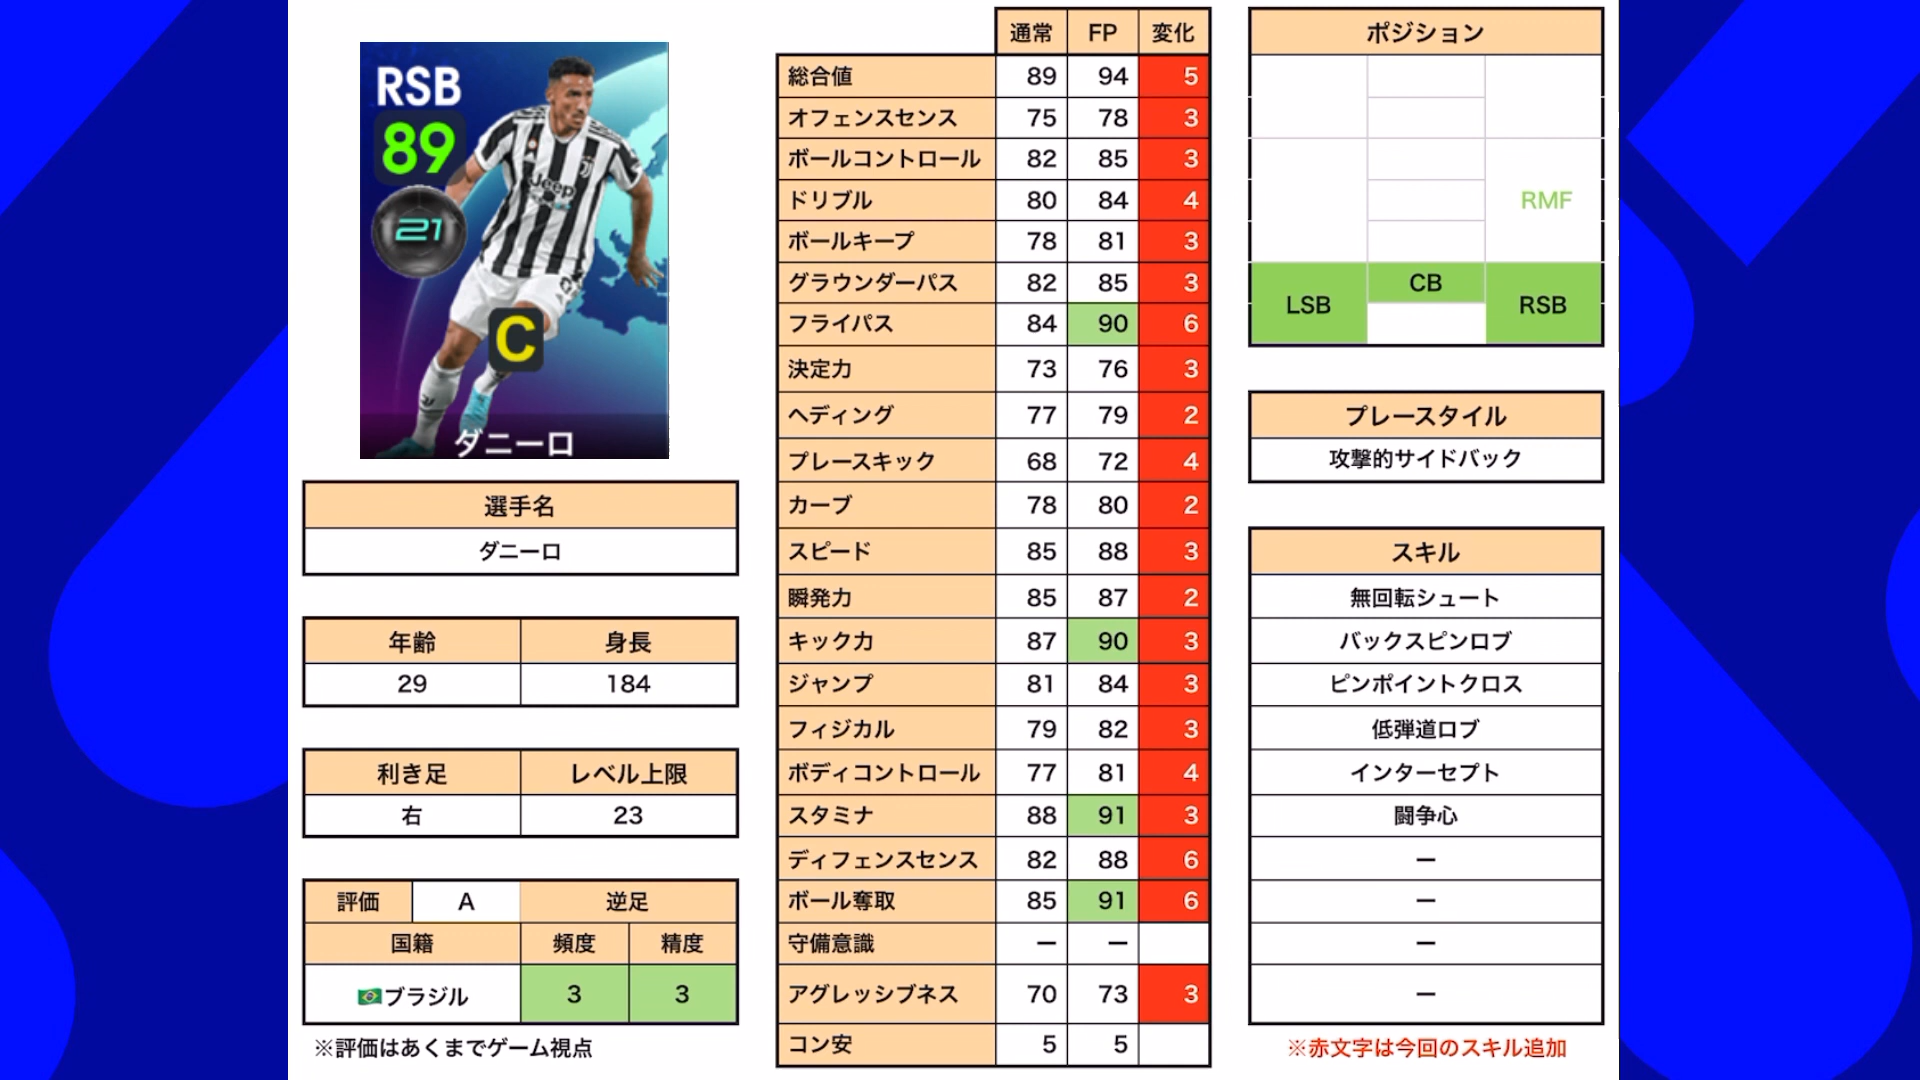 RSB
89
21
Jeep
C
ダニーロ
選手名
ダニーロ
年齢 身長
29 184
利き足 レベル上限
右 23
評価 A 逆足
国籍 頻度 精度
ブラジル 3 3
※評価はあくまでゲーム視点
通常 FP 変化
総合値 89 94 5
オフェンスセンス 75 78 3
ボールコントロール 82 85 3
ドリブル 80 84 4
ボールキープ 78 81 3
グラウンダーパス 82 85 3
フライパス 84 90 6
決定力 73 76 3
ヘディング 77 79 2
プレースキック 68 72 4
カーブ 78 80 2
スピード 85 88 3
瞬発力 85 87 2
キック力 87 90 3
ジャンプ 81 84 3
フィジカル 79 82 3
ボディコントロール 77 81 4
スタミナ 88 91 3
ディフェンスセンス 82 88 6
ボール奪取 85 91 6
守備意識 ー ー
アグレッシブネス 70 73 3
コン安 5 5
ポジション
RMF
CB
LSB RSB
プレースタイル
攻撃的サイドバック
スキル
無回転シュート
バックスピンロブ
ピンポイントクロス
低弾道ロブ
インターセプト
闘争心
ー
ー
ー
ー
※赤文字は今回のスキル追加